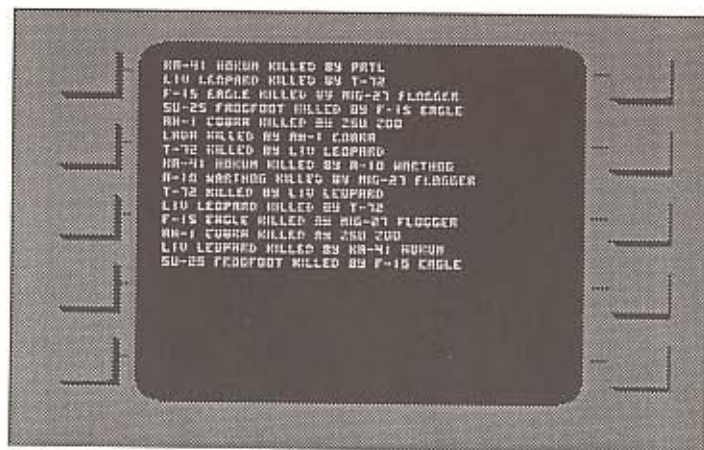 KA-41 HOKUM KILLED BY PRTL
LIV LEOPARD KILLED BY T-72
F-15 EAGLE KILLED BY MIG-27 FLOGGER
SU-25 FROGFOOT KILLED BY F-15 EAGLE
AH-1 COBRA KILLED BY ZSU ZOO
KILLED BY AH-1 COBRA
T-72 KILLED BY LIV LEOPARD
KA-41 HOKUM KILLED BY A-10 WARTHOG
A-10 WARTHOG KILLED BY MIG-27 FLOGGER
T-72 KILLED BY LIV LEOPARD
LIV LEOPARD KILLED BY T-72
F-15 EAGLE KILLED BY MIG-27 FLOGGER
AH-1 COBRA KILLED BY ZSU ZOO
LIV LEOPARD KILLED BY KA-41 HOKUM
SU-25 FROGFOOT KILLED BY F-15 EAGLE